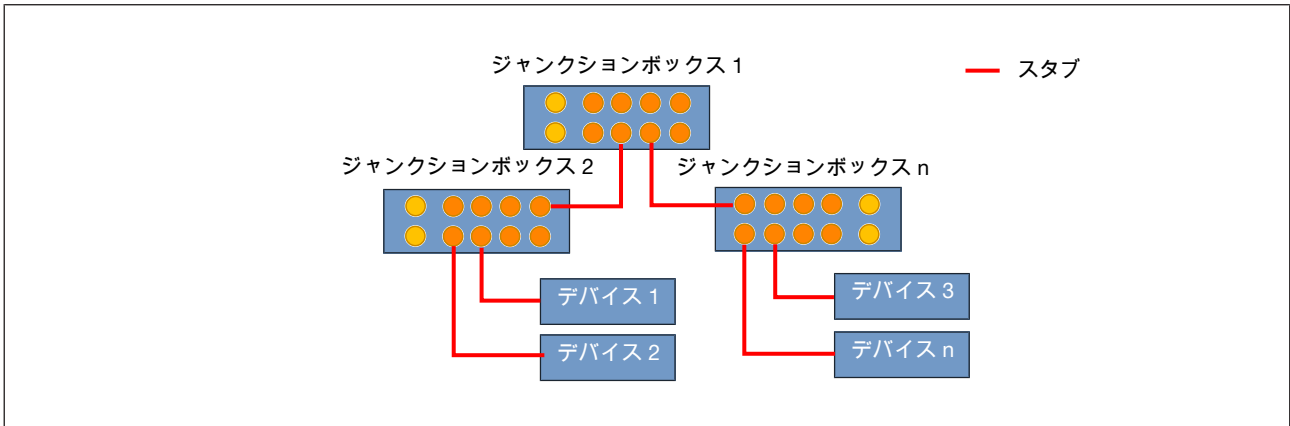 ジャンクションボックス 1
スタブ
ジャンクションボックス 2
ジャンクションボックス n
デバイス 1
デバイス 3
デバイス 2
デバイス n